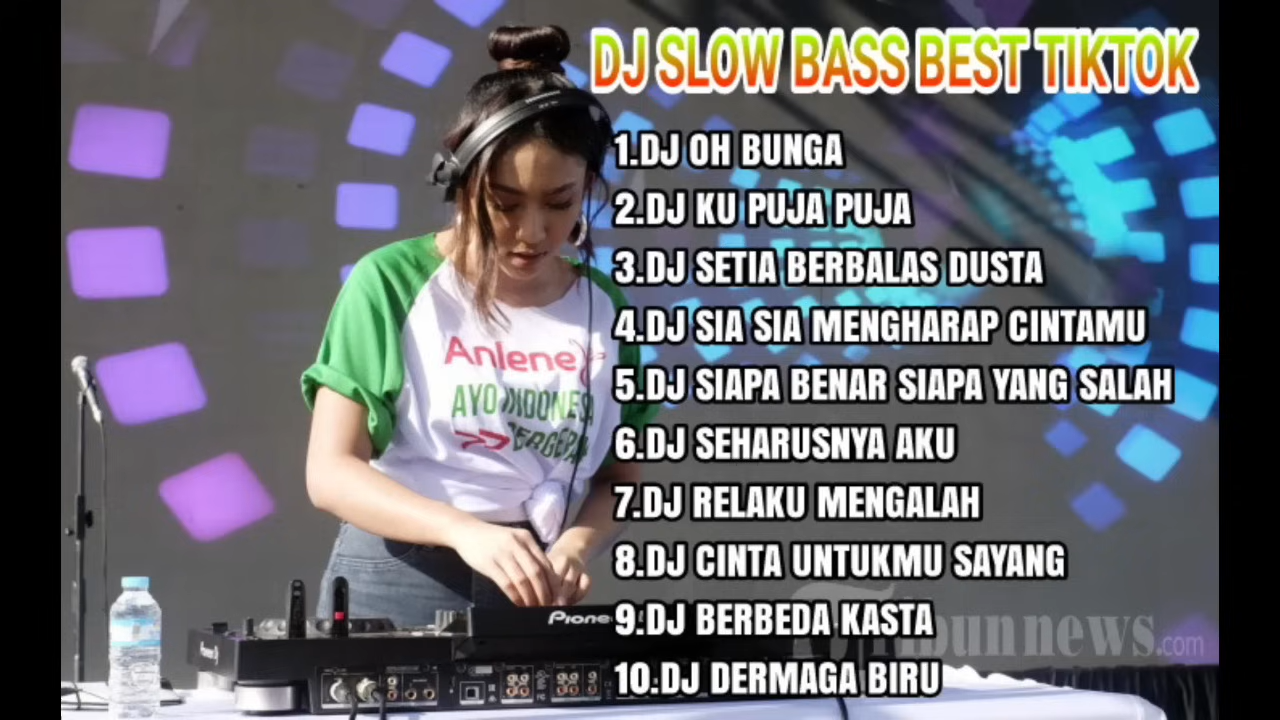 DJ SLOW BASS BEST TIKTOK
1.DJ OH BUNGA
2.DJ KU PUJA PUJA
3.DJ SETIA BERBALAS DUSTA
4.DJ SIA SIA MENGHARAP CINTAMU
5.DJ SIAPA BENAR SIAPA YANG SALAH
6.DJ SEHARUSNYA AKU
7.DJ RELAKU MENGALAH
8.DJ CINTA UNTUKMU SAYANG
9.DJ BERBEDA KASTA
10.DJ DERMAGA BIRU
Anlene
AYO INDONESIA
BERGERAK
Tribunnews.com